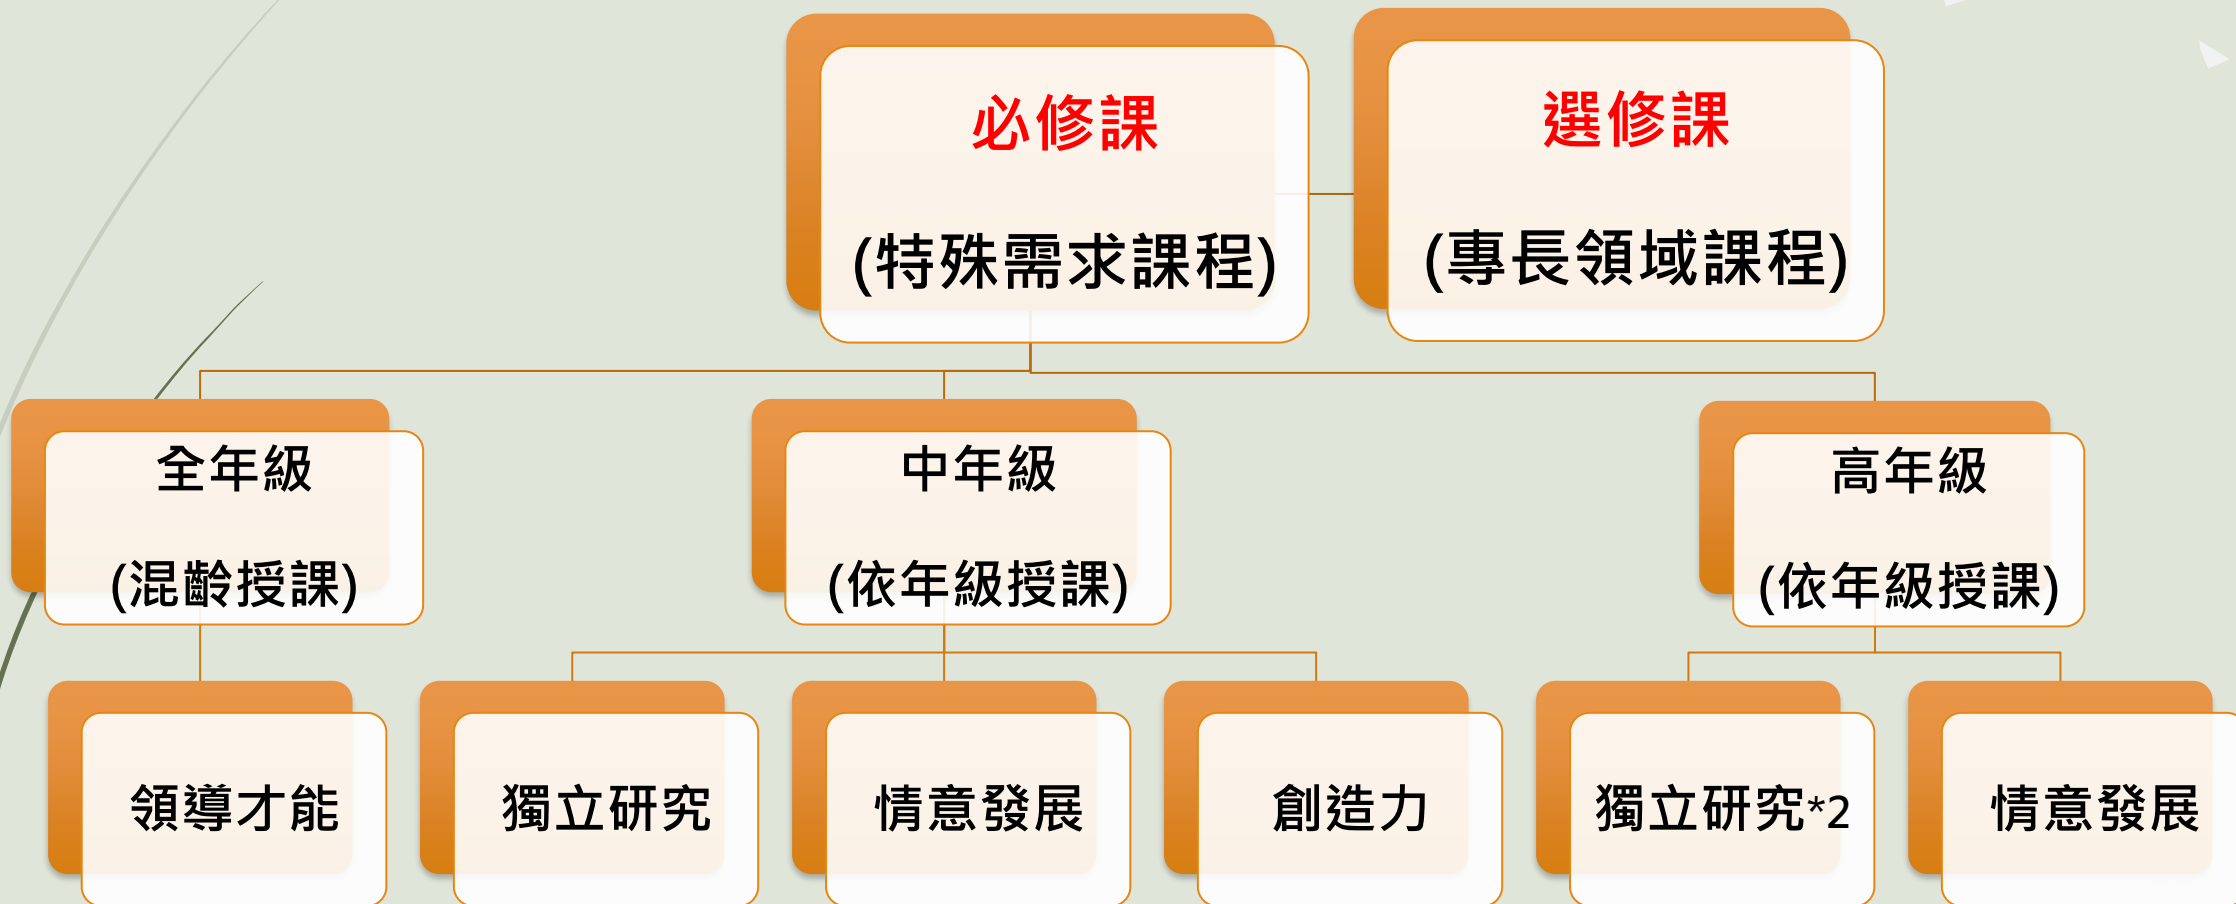 必修課
(特殊需求課程)
選修課
(專長領域課程)
全年級
(混齡授課)
中年級
(依年級授課)
高年級
(依年級授課)
領導才能
獨立研究
情意發展
創造力
獨立研究*2
情意發展